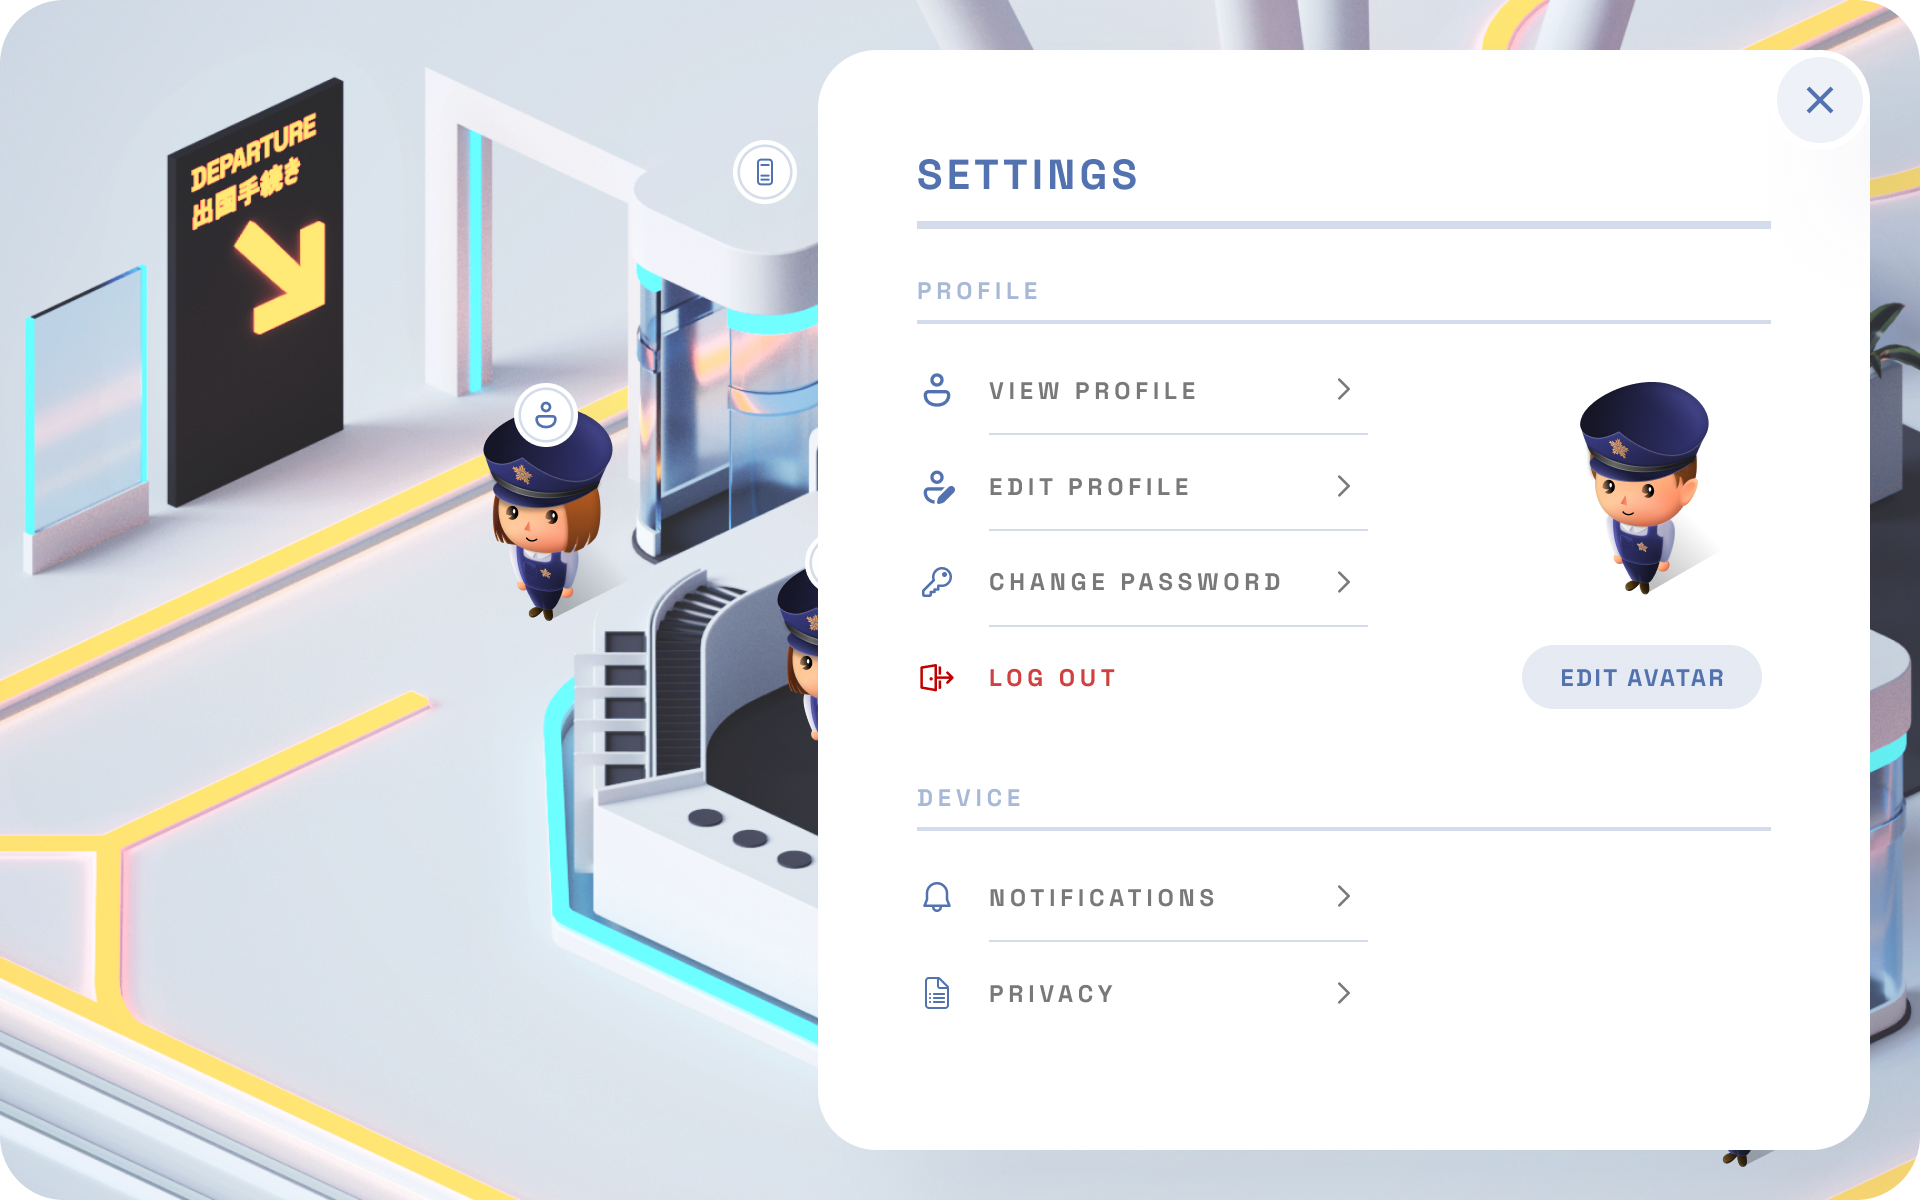 DEPARTURE
出国手続き
SETTINGS
PROFILE
VIEW PROFILE
EDIT PROFILE
CHANGE PASSWORD
LOG OUT
EDIT AVATAR
DEVICE
NOTIFICATIONS
PRIVACY